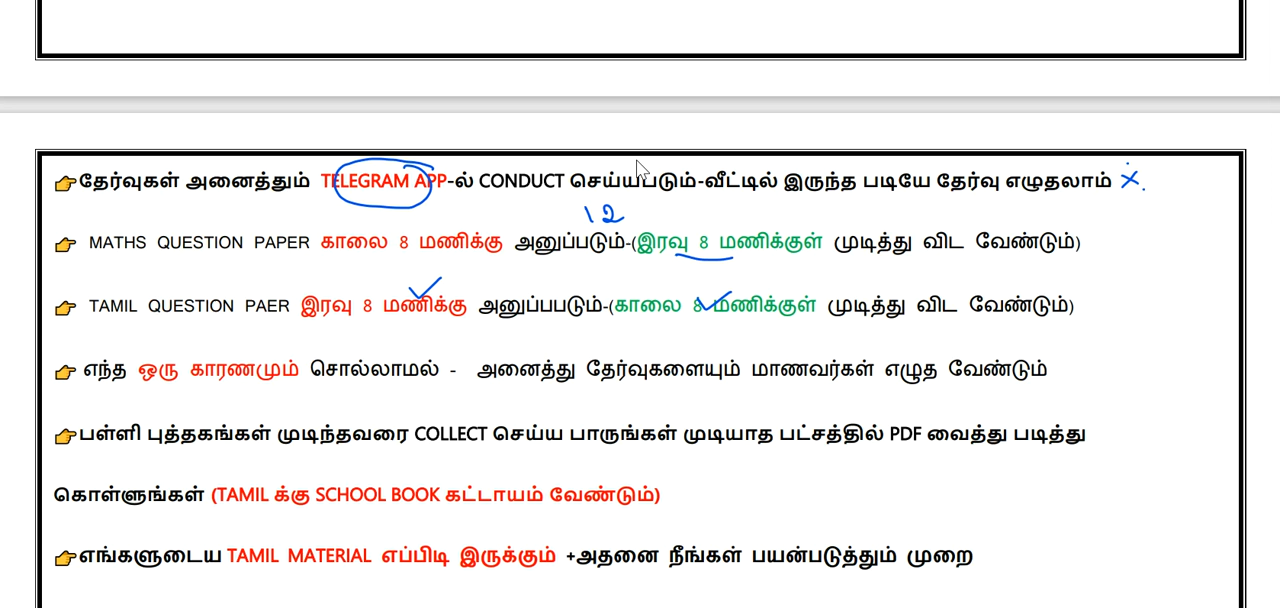 👉தேர்வுகள் அனைத்தும் TELEGRAM APP-ல் CONDUCT செய்யபடும்-வீட்டில் இருந்த படியே தேர்வு எழுதலாம் x.
12
👉 MATHS QUESTION PAPER காலை 8 மணிக்கு அனுப்படும்-(இரவு 8 மணிக்குள் முடித்து விட வேண்டும்)
👉 TAMIL QUESTION PAER இரவு 8 மணிக்கு அனுப்பபடும்-(காலை 8 மணிக்குள் முடித்து விட வேண்டும்)
👉 எந்த ஒரு காரணமும் சொல்லாமல் - அனைத்து தேர்வுகளையும் மாணவர்கள் எழுத வேண்டும்
👉பள்ளி புத்தகங்கள் முடிந்தவரை COLLECT செய்ய பாருங்கள் முடியாத பட்சத்தில் PDF வைத்து படித்து
கொள்ளுங்கள் (TAMIL க்கு SCHOOL BOOK கட்டாயம் வேண்டும்)
👉எங்களுடைய TAMIL MATERIAL எப்பிடி இருக்கும் +அதனை நீங்கள் பயன்படுத்தும் முறை